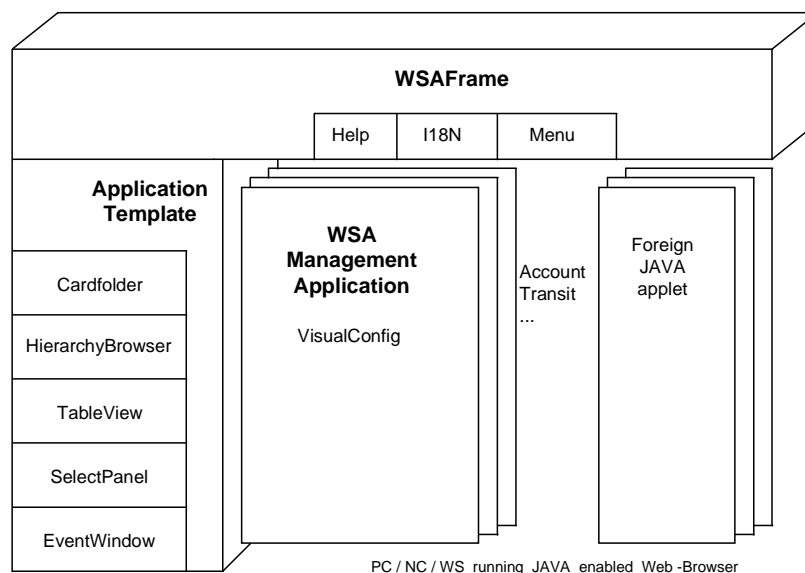 WSAFrame
Help
I18N
Menu
Application
Template
Cardfolder
HierarchyBrowser
TableView
SelectPanel
EventWindow
WSA
Management
Application
VisualConfig
Account
Transit
...
Foreign
JAVA
applet
PC / NC / WS running JAVA enabled Web -Browser